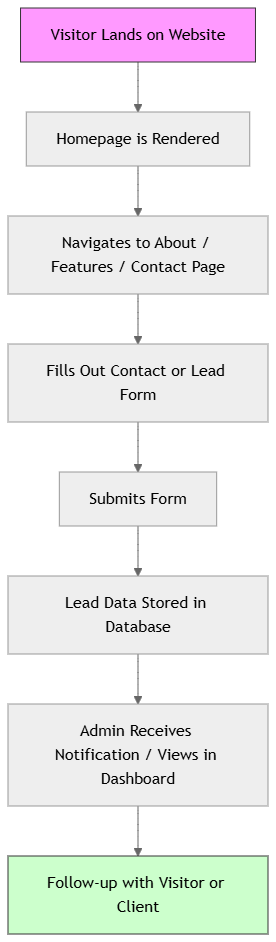 Visitor Lands on Website
Homepage is Rendered
Navigates to About /
Features / Contact Page
Fills Out Contact or Lead
Form
Submits Form
Lead Data Stored in
Database
Admin Receives
Notification / Views in
Dashboard
Follow-up with Visitor or
Client